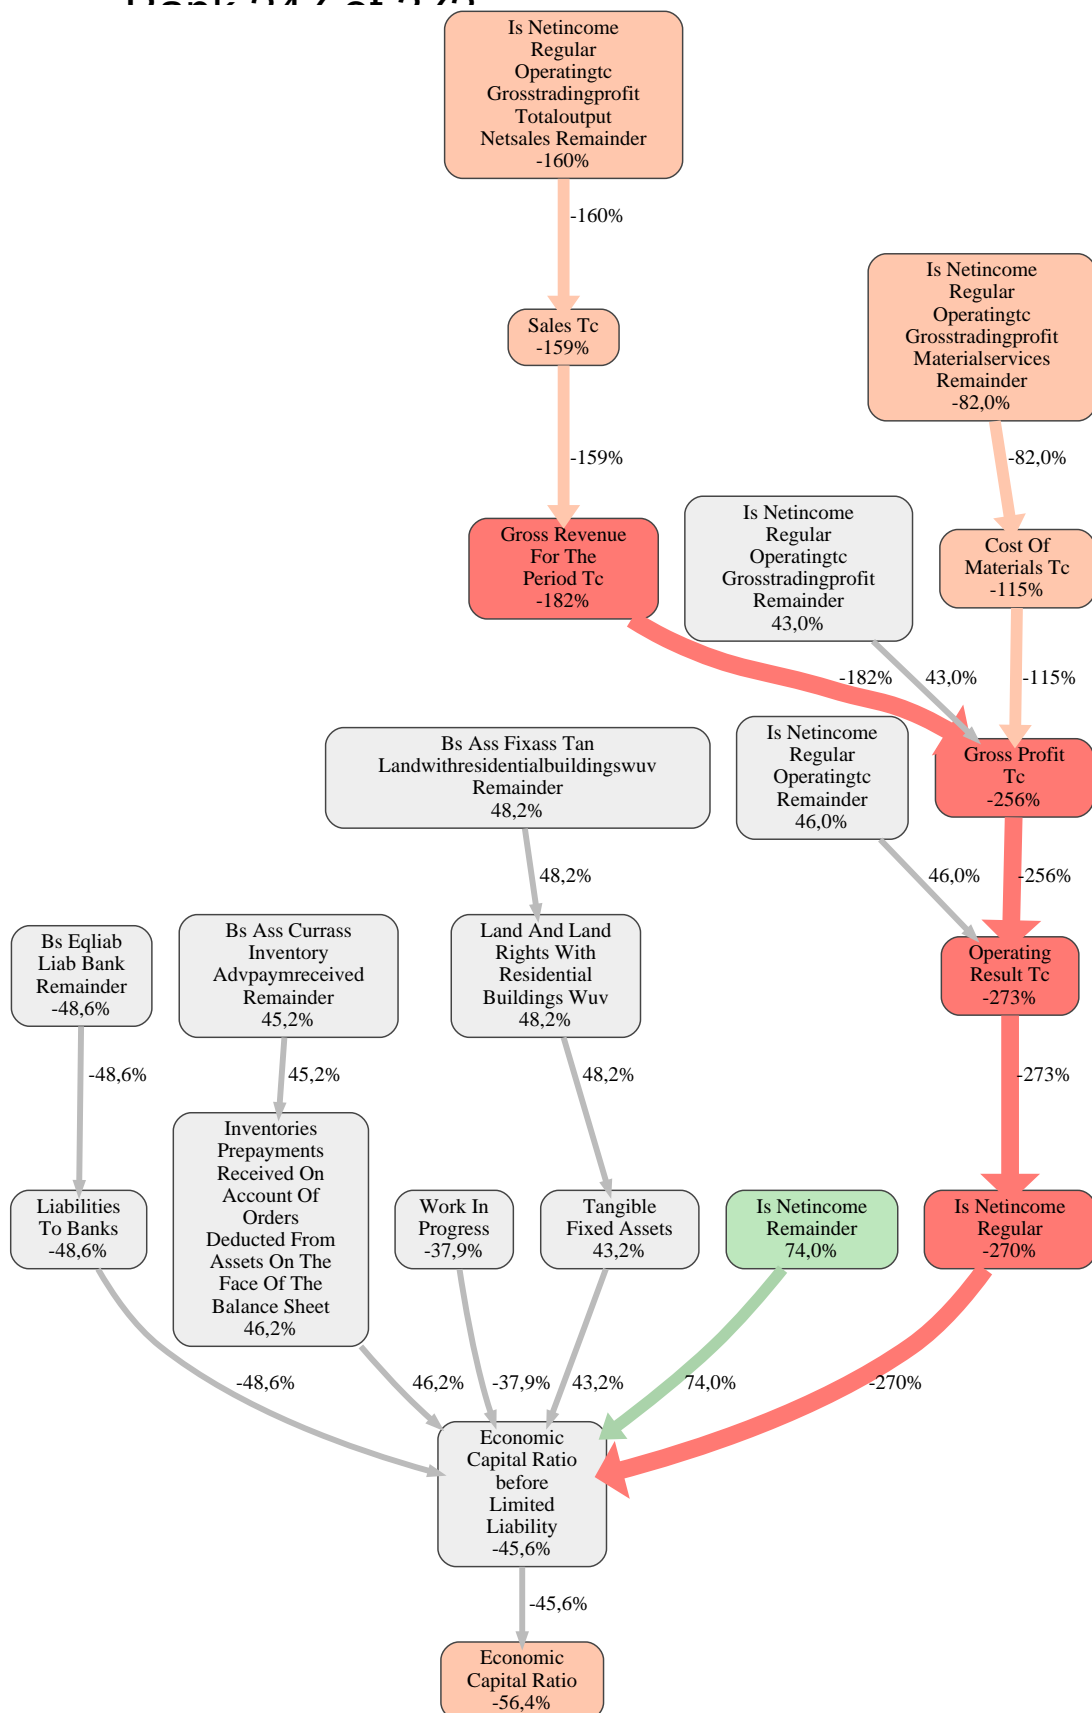 Is Netincome
Regular
Operatingtc
Grosstradingprofit
Totaloutput
Netsales Remainder
-160%
-160%
Is Netincome
Regular
Operatingtc
Grosstradingprofit
Materialservices
Remainder
-82,0%
Sales Tc
-159%
-159%
-82,0%
Gross Revenue
For The
Period Tc
-182%
Is Netincome
Regular
Operatingtc
Grosstradingprofit
Remainder
43,0%
Cost Of
Materials Tc
-115%
-182%
43,0%
-115%
Bs Ass Fixass Tan
Landwithresidentialbuildingswuv
Remainder
48,2%
Is Netincome
Regular
Operatingtc
Remainder
46,0%
Gross Profit
Tc
-256%
48,2%
46,0%
-256%
Bs Eqliab
Liab Bank
Remainder
-48,6%
Bs Ass Currass
Inventory
Advpaymreceived
Remainder
45,2%
Land And Land
Rights With
Residential
Buildings Wuv
48,2%
Operating
Result Tc
-273%
-48,6%
45,2%
48,2%
-273%
Liabilities
To Banks
-48,6%
Inventories
Prepayments
Received On
Account Of
Orders
Deducted From
Assets On The
Face Of The
Balance Sheet
46,2%
Work In
Progress
-37,9%
Tangible
Fixed Assets
43,2%
Is Netincome
Remainder
74,0%
Is Netincome
Regular
-270%
-48,6%
46,2%
-37,9%
43,2%
74,0%
-270%
Economic
Capital Ratio
before
Limited
Liability
-45,6%
-45,6%
Economic
Capital Ratio
-56,4%